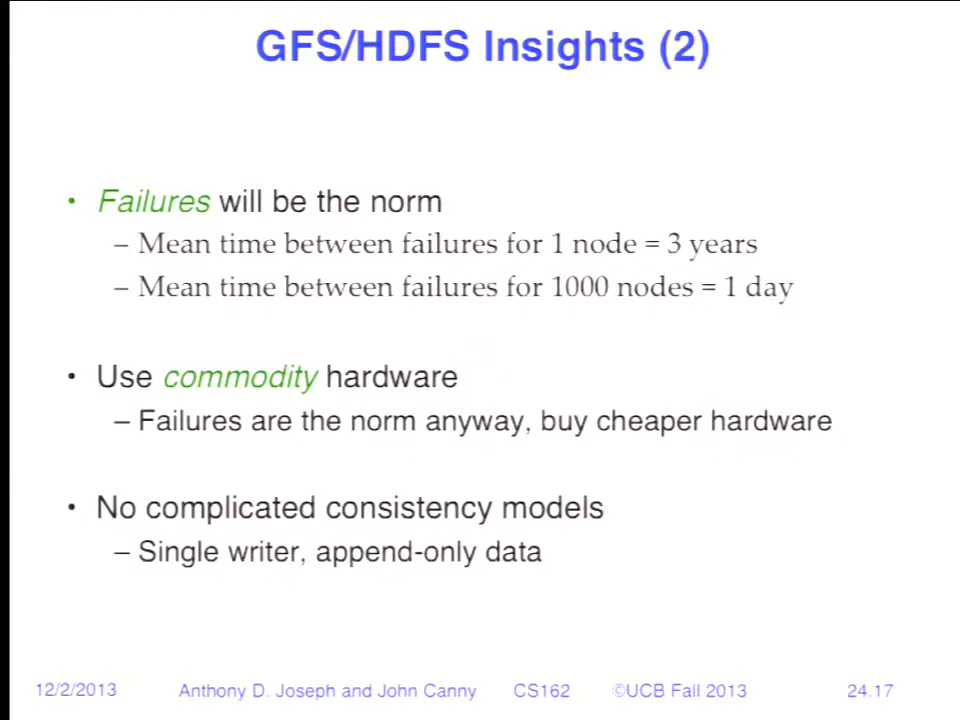 GFS/HDFS Insights (2)
• Failures will be the norm
– Mean time between failures for 1 node = 3 years
– Mean time between failures for 1000 nodes = 1 day
• Use commodity hardware
– Failures are the norm anyway, buy cheaper hardware
• No complicated consistency models
– Single writer, append-only data
12/2/2013 Anthony D. Joseph and John Canny CS162 ©UCB Fall 2013 24.17